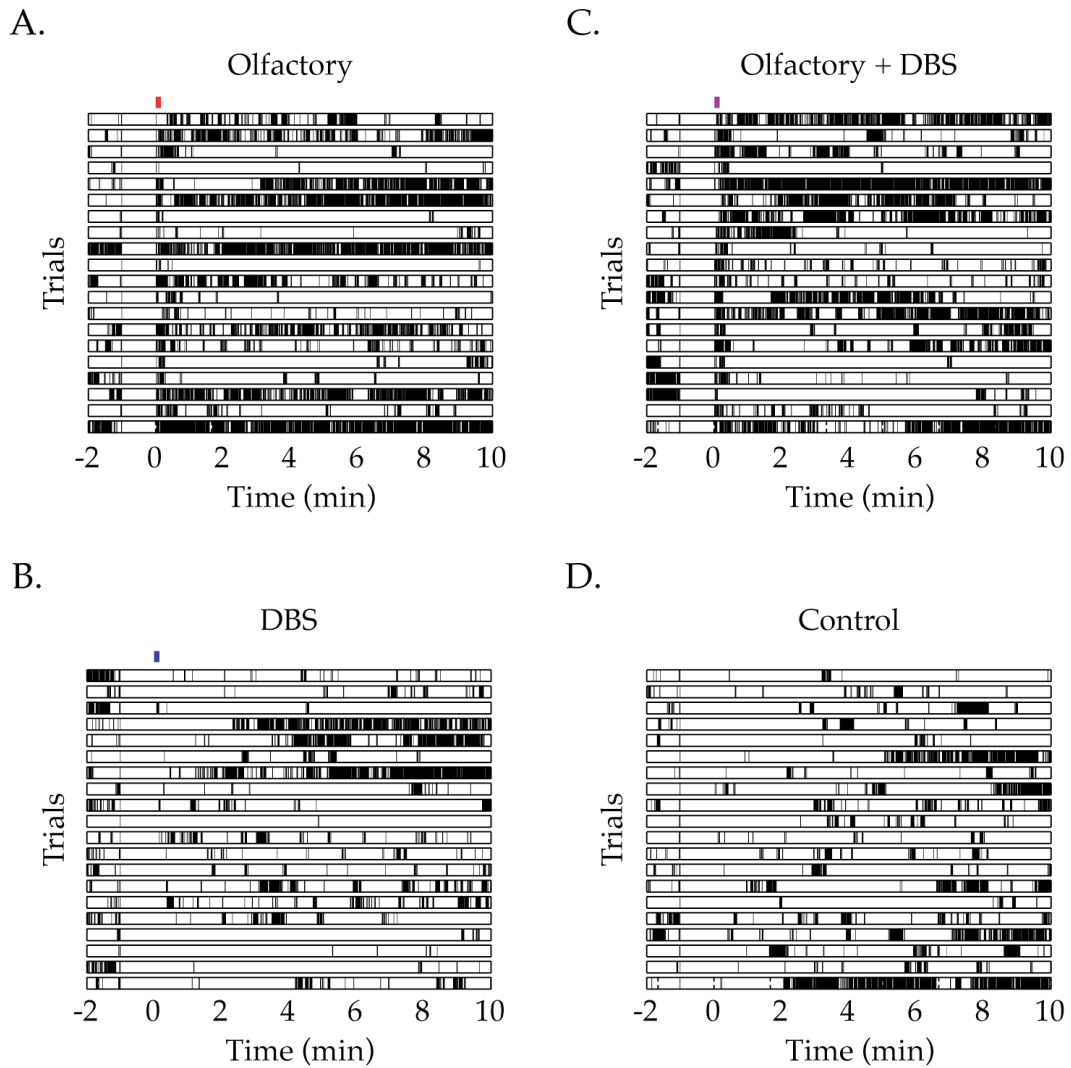 A.
Olfactory
Trials
-2 0 2 4 6 8 10
Time (min)
C.
Olfactory + DBS
Trials
-2 0 2 4 6 8 10
Time (min)
B.
DBS
Trials
-2 0 2 4 6 8 10
Time (min)
D.
Control
Trials
-2 0 2 4 6 8 10
Time (min)